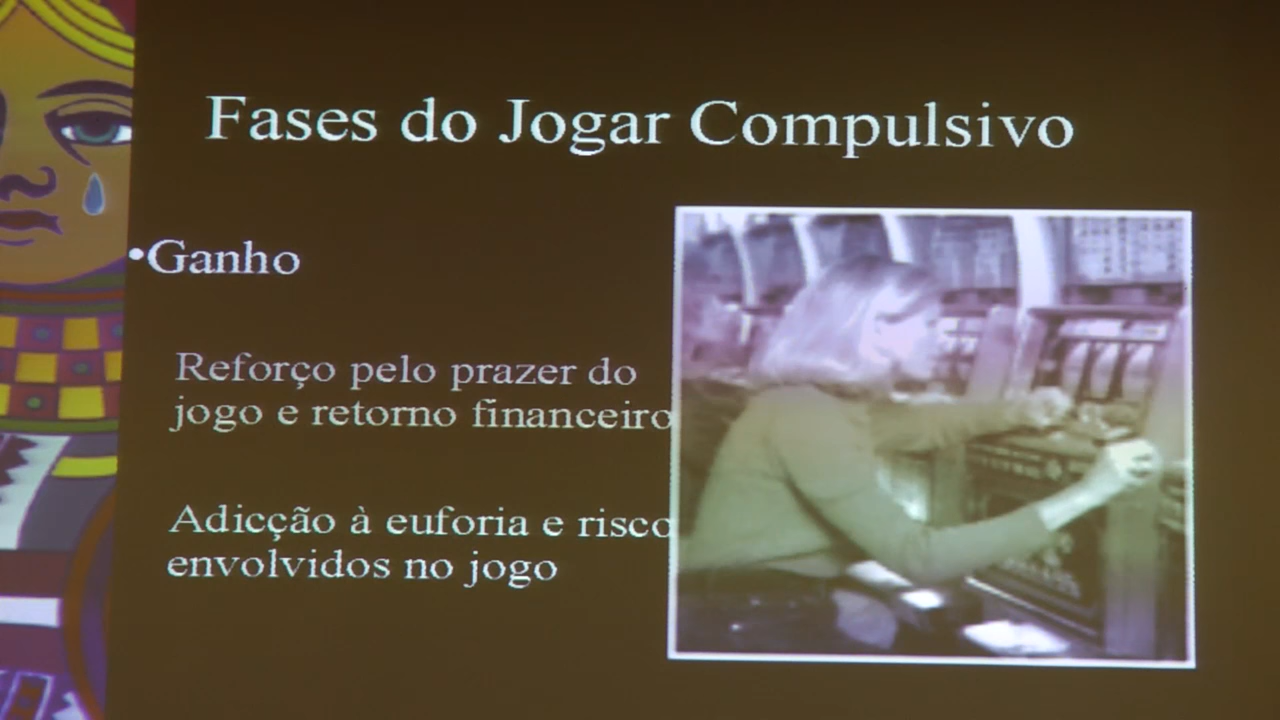 Fases do Jogar Compulsivo
•Ganho
Reforço pelo prazer do
jogo e retorno financeiro
Adicção à euforia e risco
envolvidos no jogo